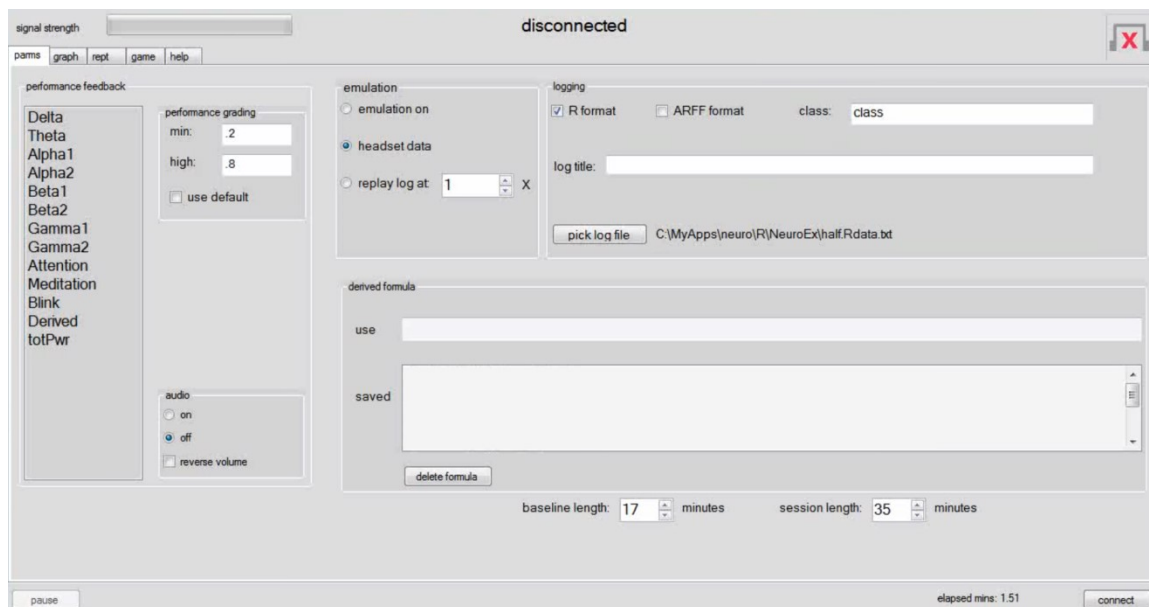 signal strength
disconnected
X
parms graph rept game help
performance feedback
Delta
Theta
Alpha1
Alpha2
Beta1
Beta2
Gamma1
Gamma2
Attention
Meditation
Blink
Derived
totPwr
performance grading
min: .2
high: .8
use default
audio
on
off
reverse volume
emulation
emulation on
headset data
replay log at: 1 X
logging
R format ARFF format class: class
log title:
pick log file C:\MyApps\neuro\R\NeuroEx\half.Rdata.txt
derived formula
use
saved
delete formula
baseline length: 17 minutes session length: 35 minutes
pause elapsed mins: 1.51 connect